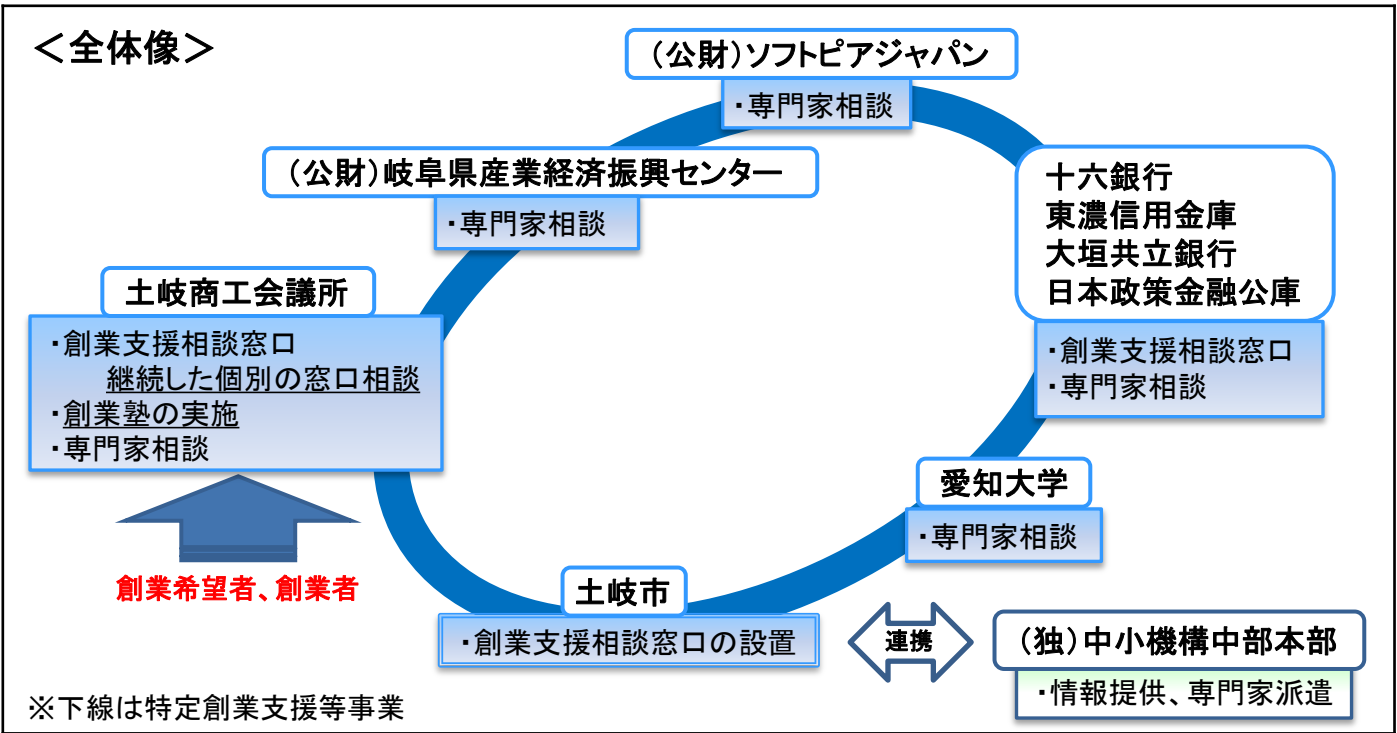 ＜全体像＞
（公財）ソフトピアジャパン
・専門家相談
（公財）岐阜県産業経済振興センター
・専門家相談
十六銀行
東濃信用金庫
大垣共立銀行
日本政策金融公庫
・創業支援相談窓口
・専門家相談
土岐商工会議所
・創業支援相談窓口
継続した個別の窓口相談
・創業塾の実施
・専門家相談
創業希望者、創業者
愛知大学
・専門家相談
土岐市
・創業支援相談窓口の設置
連携
（独）中小機構中部本部
・情報提供、専門家派遣
※下線は特定創業支援等事業